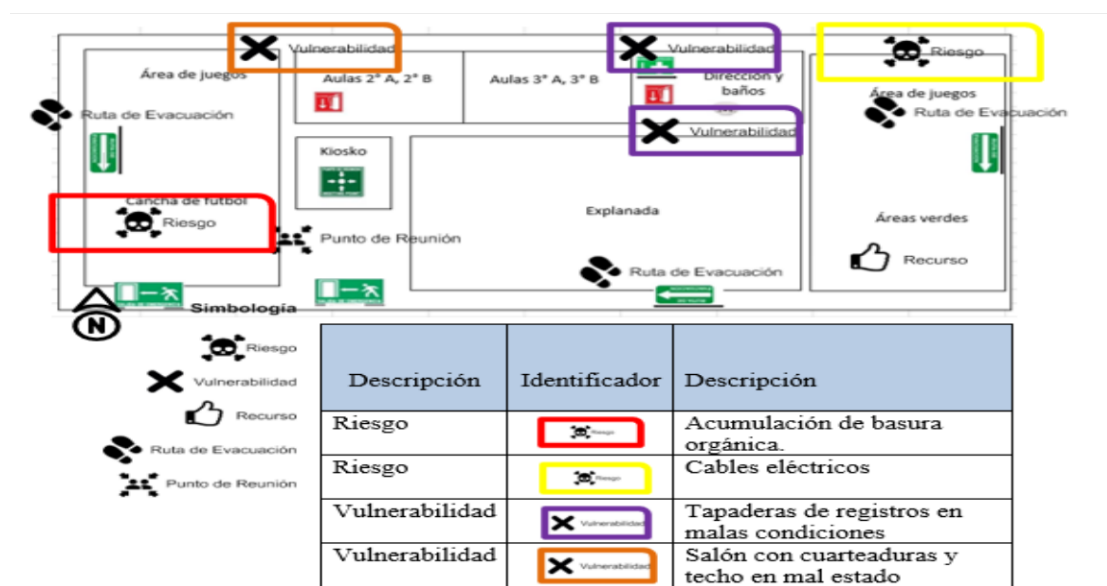 Vulnerabilidad
Vulnerabilidad
Riesgo
Área de juegos
Aulas 2° A, 2° B
Aulas 3° A, 3° B
Dirección y
baños
Área de juegos
Ruta de Evacuación
Ruta de Evacuación
Vulnerabilidad
Kiosko
Cancha de futbol
Riesgo
Explanada
Áreas verdes
Punto de Reunión
Recurso
Ruta de Evacuación
N
Simbología
Riesgo
Vulnerabilidad
Recurso
Ruta de Evacuación
Punto de Reunión
Descripción Identificador Descripción
Riesgo Riesgo Acumulación de basura
orgánica.
Riesgo Riesgo Cables eléctricos
Vulnerabilidad Vulnerabilidad Tapaderas de registros en
malas condiciones
Vulnerabilidad Vulnerabilidad Salón con cuarteaduras y
techo en mal estado